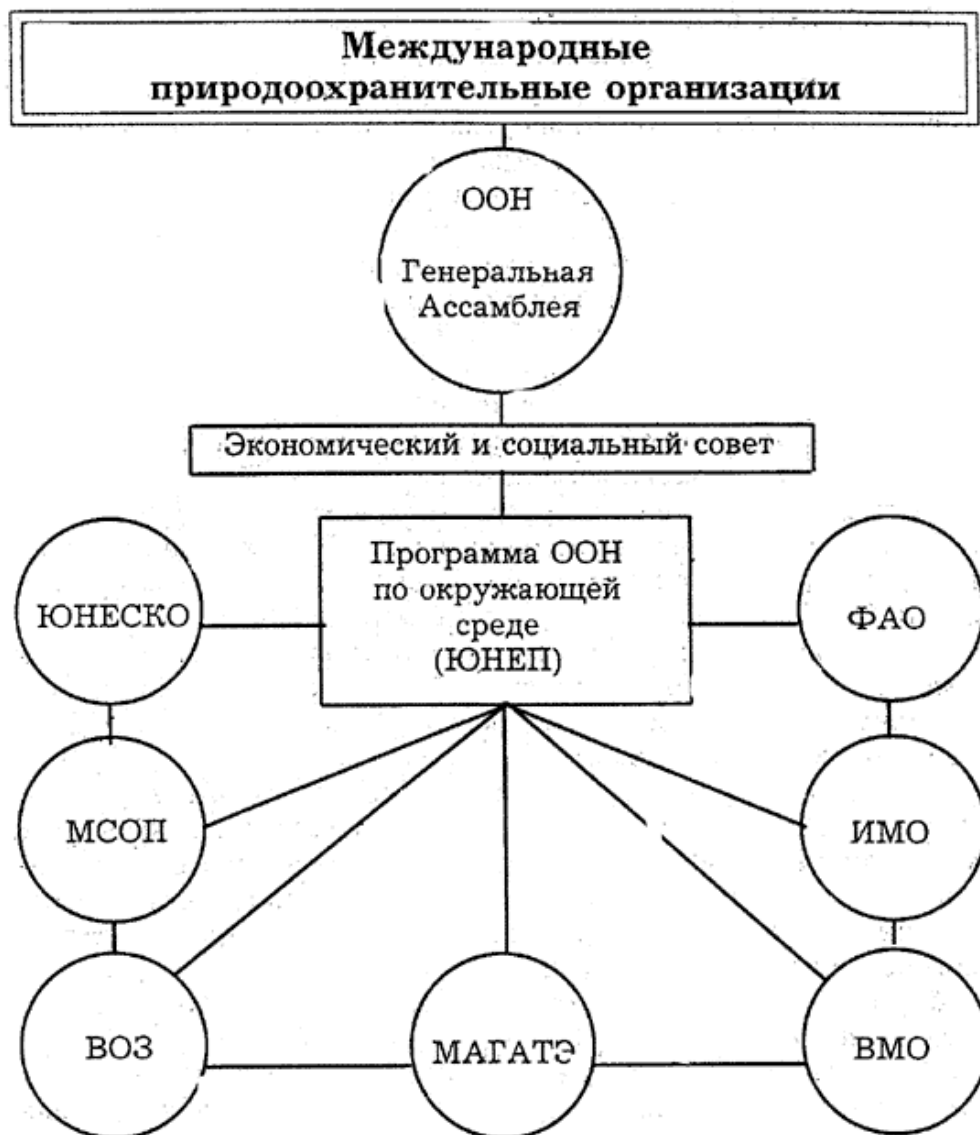 Международные
природоохранительные организации
ООН
Генеральная
Ассамблея
Экономический и социальный совет
Программа ООН
по окружающей
среде
(ЮНЕП)
ЮНЕСКО
ФАО
МСОП
ИМО
ВОЗ
МАГАТЭ
ВМО